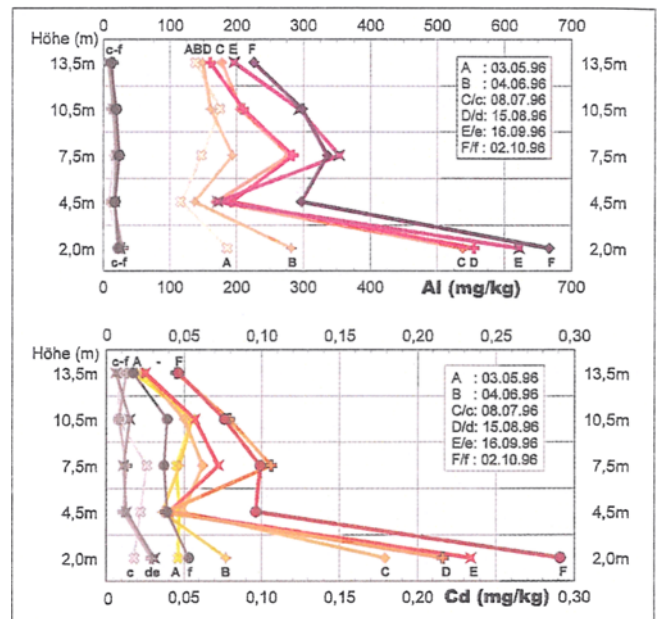 Höhe (m) 0 100 200 300 400 500 600 700
c-f ABD C E F
13,5m 13,5m
A : 03.05.96
B : 04.06.96
C/c: 08.07.96
D/d: 15.08.96
E/e: 16.09.96
F/f: 02.10.96
10,5m 10,5m
7,5m 7,5m
4,5m 4,5m
2,0m 2,0m
c-f A B C D E F
0 100 200 300 400 500 600 700
Al (mg/kg)
0,00 0,05 0,10 0,15 0,20 0,25 0,30
Höhe (m) c-f A - F
13,5m 13,5m
A : 03.05.96
B : 04.06.96
C/c: 08.07.96
D/d: 15.08.96
E/e: 16.09.96
F/f: 02.10.96
10,5m 10,5m
7,5m 7,5m
4,5m 4,5m
2,0m 2,0m
c de A f B C D E F
0,00 0,05 0,10 0,15 0,20 Cd (mg/kg) 0,30